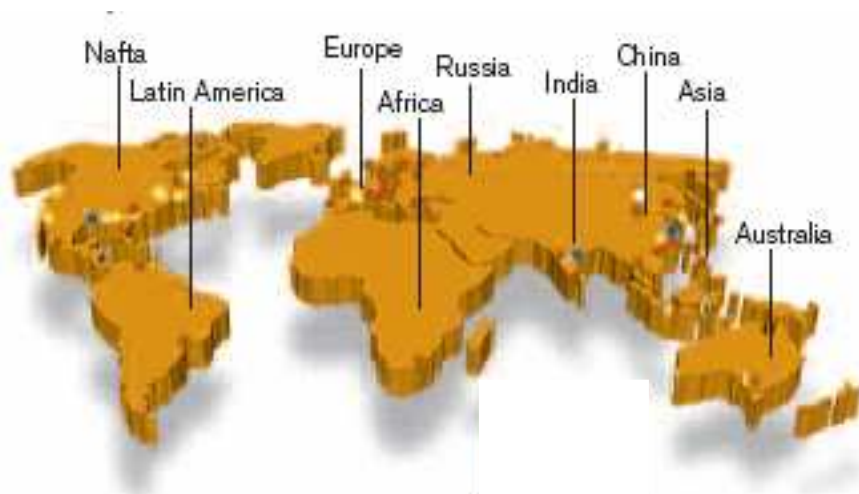 Nafta
Latin America
Europe
Africa
Russia
India
China
Asia
Australia